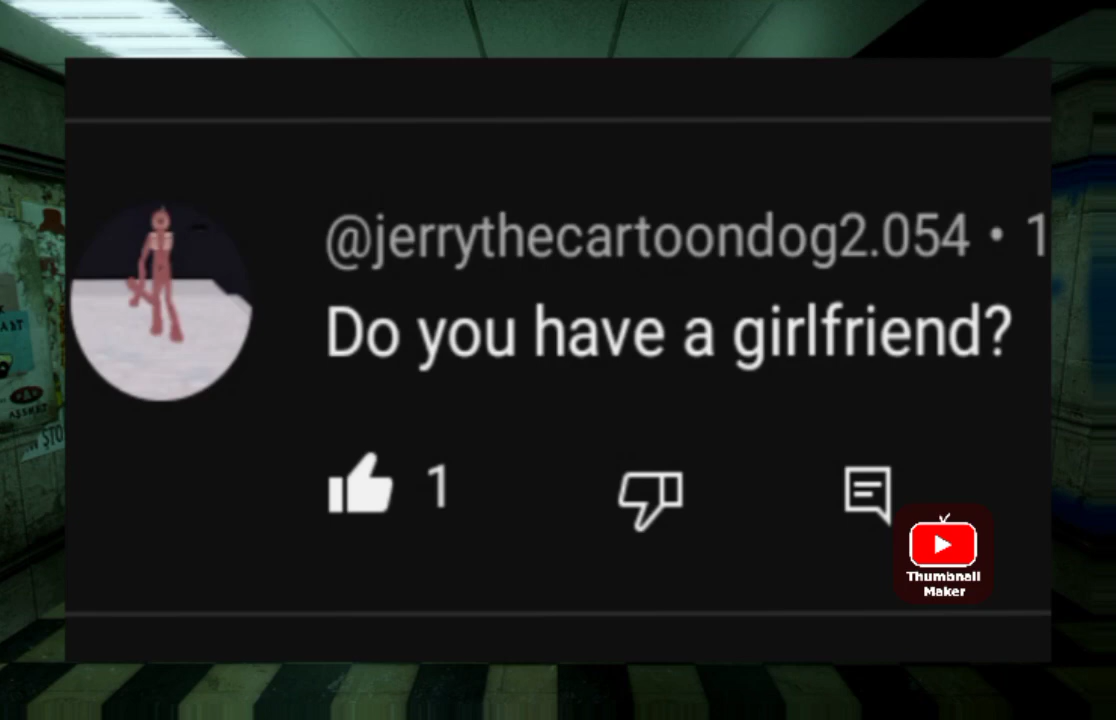 @jerrythecartoondog2.054 • 1
Do you have a girlfriend?
1
Thumbnail
Maker